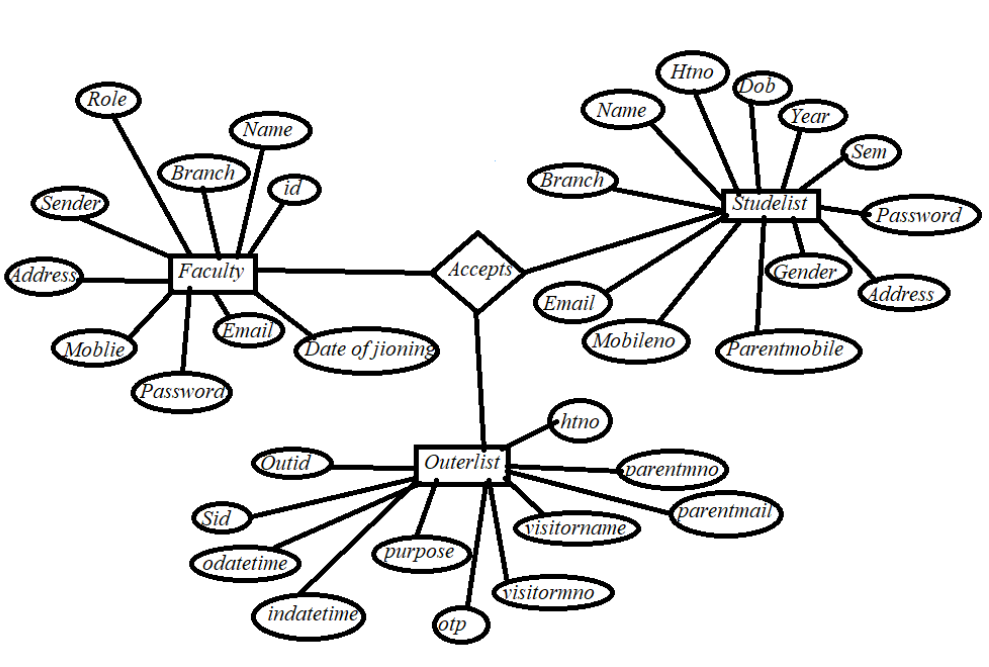 Htno
Dob
Role
Name
Year
Name
Sem
Branch
Branch
id
Sender
Studelist
Password
Faculty
Accepts
Gender
Address
Address
Email
Email
Mobileno
Moblie
Date of jioning
Parentmobile
Password
htno
Outid
Outerlist
parentmno
Sid
parentmail
visitorname
odatetime
purpose
visitormno
indatetime
otp